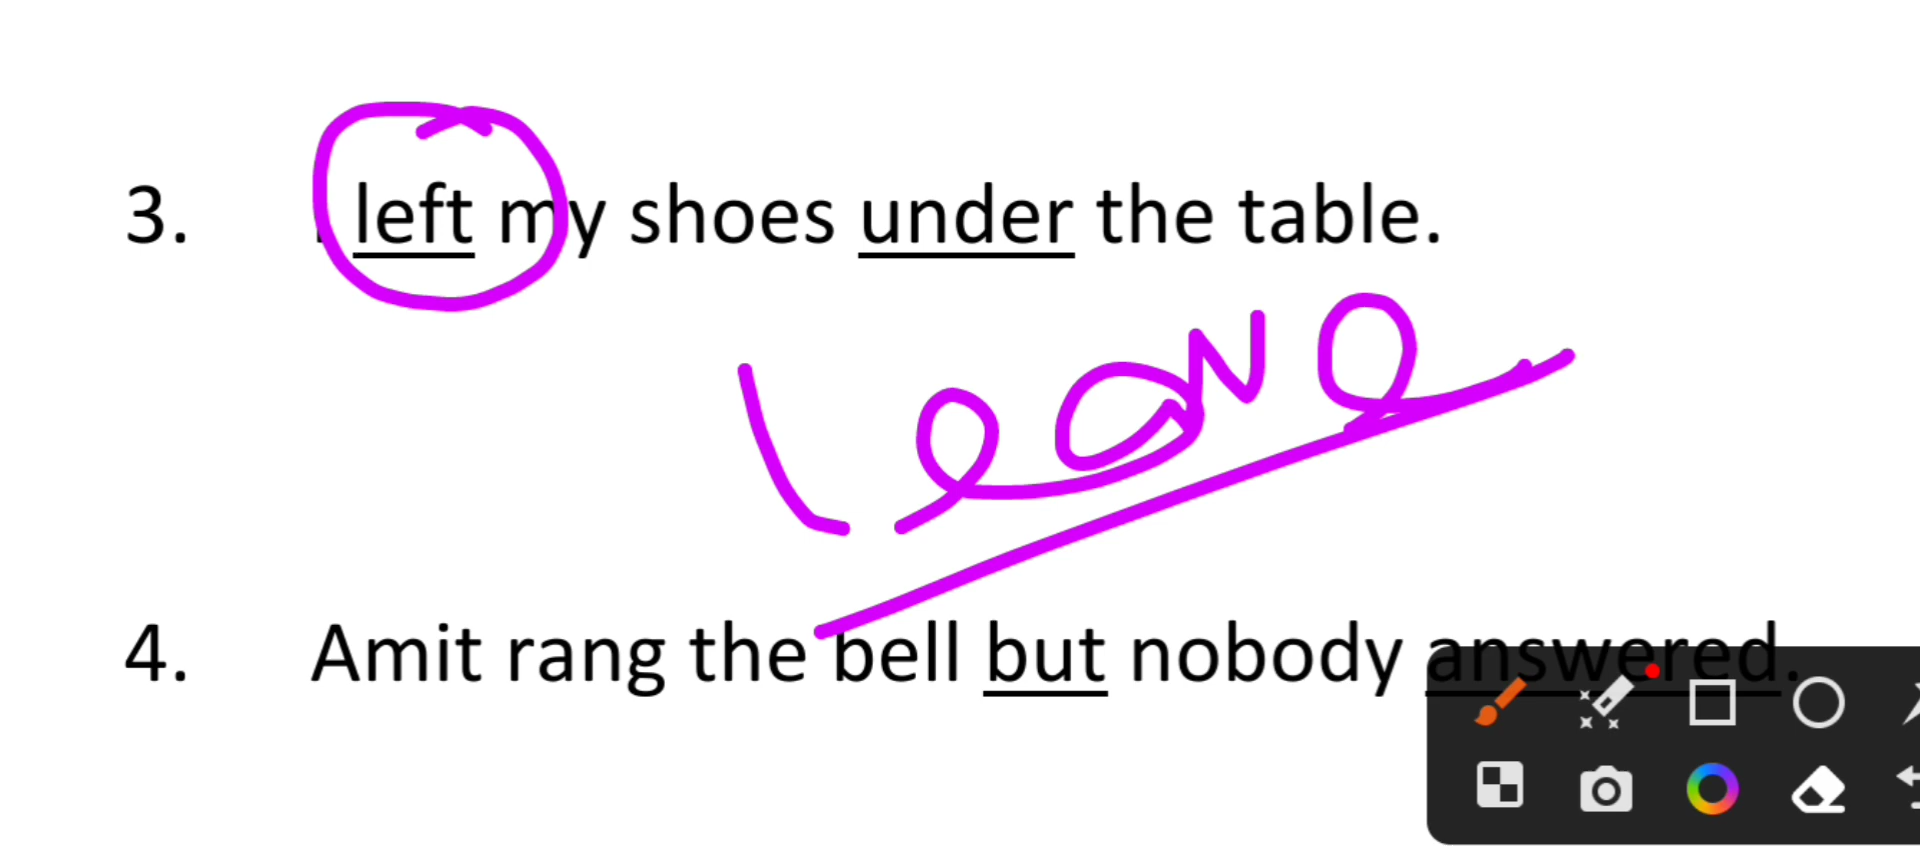 3. I left my shoes under the table.
leave
4. Amit rang the bell but nobody answered.